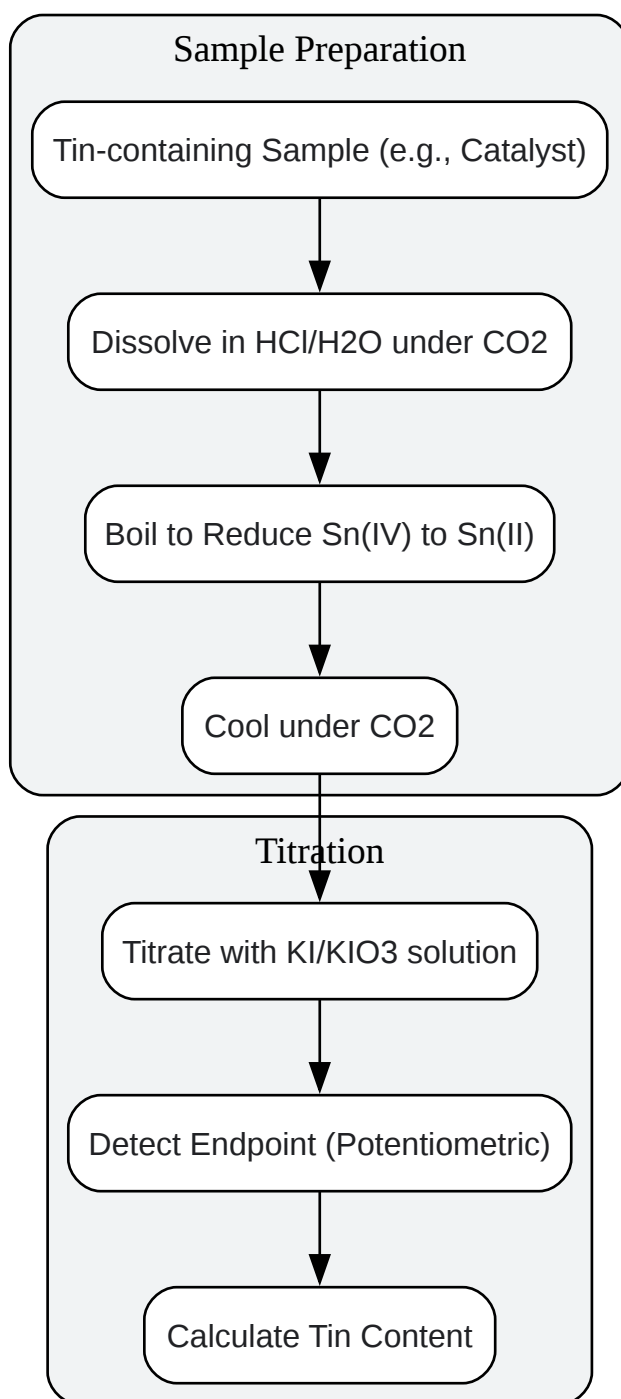 Sample Preparation
Tin-containing Sample (e.g., Catalyst)
Dissolve in HCl/H2O under CO2
Boil to Reduce Sn(IV) to Sn(II)
Cool under CO2
Titration
Titrate with KI/KIO3 solution
Detect Endpoint (Potentiometric)
Calculate Tin Content